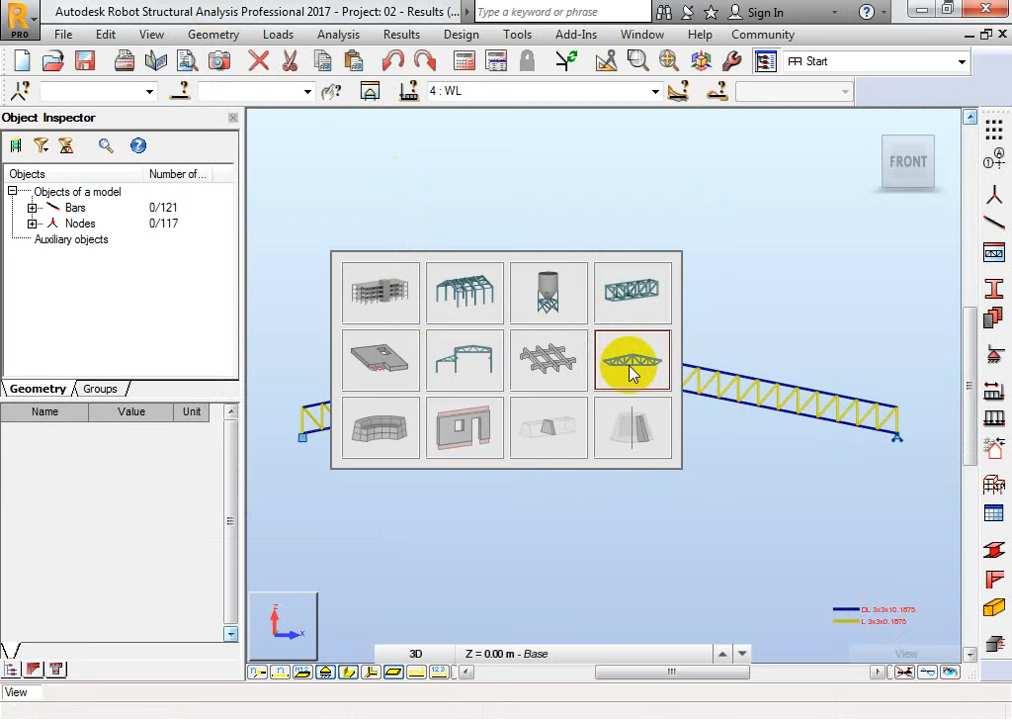 PRO
Autodesk Robot Structural Analysis Professional 2017 - Project: 02 - Results (...
Type a keyword or phrase
Sign In
File Edit View Geometry Loads Analysis Results Design Tools Add-Ins Window Help Community
Start
4 : WL
Object Inspector
Objects Number of...
Objects of a model
Bars 0/121
Nodes 0/117
Auxiliary objects
Geometry Groups
Name Value Unit
FRONT
Z
X
DL 3x3x10.1875
L 3x3x0.1875
View
3D Z = 0.00 m - Base
View